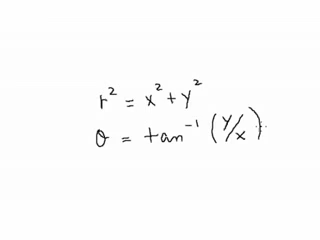 r² = x² + y²
θ = tan⁻¹ (y/x)